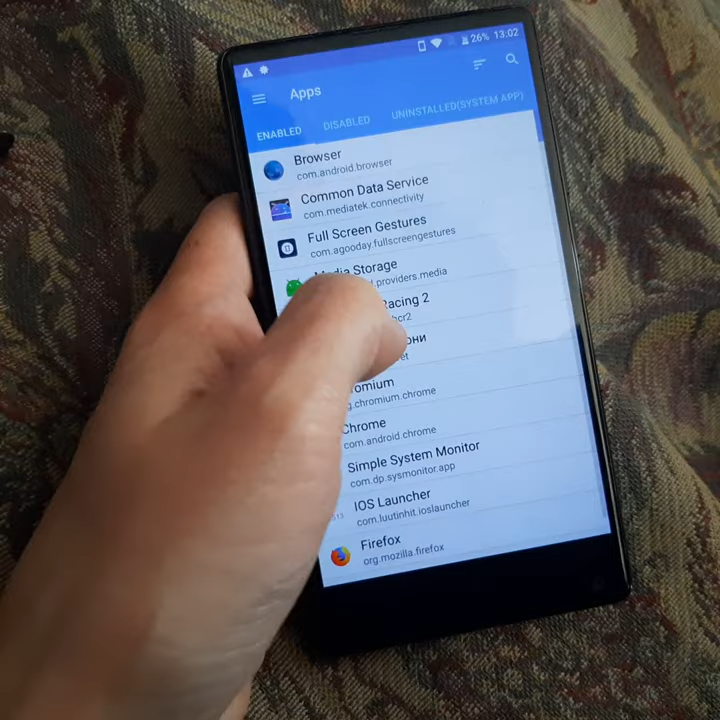 26% 13:02
Apps
ENABLED DISABLED UNINSTALLED(SYSTEM APP)
Browser
com.android.browser
Common Data Service
com.mediatek.connectivity
Full Screen Gestures
com.agooday.fullscreengestures
Media Storage
.providers.media
Racing 2
hcr2
они
et
omium
g.chromium.chrome
Chrome
com.android.chrome
Simple System Monitor
com.dp.sysmonitor.app
IOS Launcher
com.luutinhit.ioslauncher
Firefox
org.mozilla.firefox